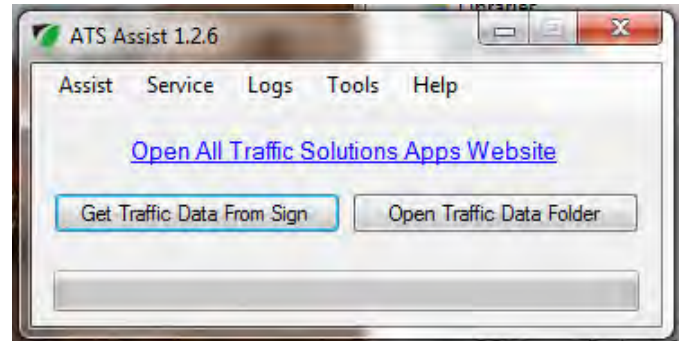 ATS Assist 1.2.6
Assist Service Logs Tools Help
Open All Traffic Solutions Apps Website
Get Traffic Data From Sign Open Traffic Data Folder